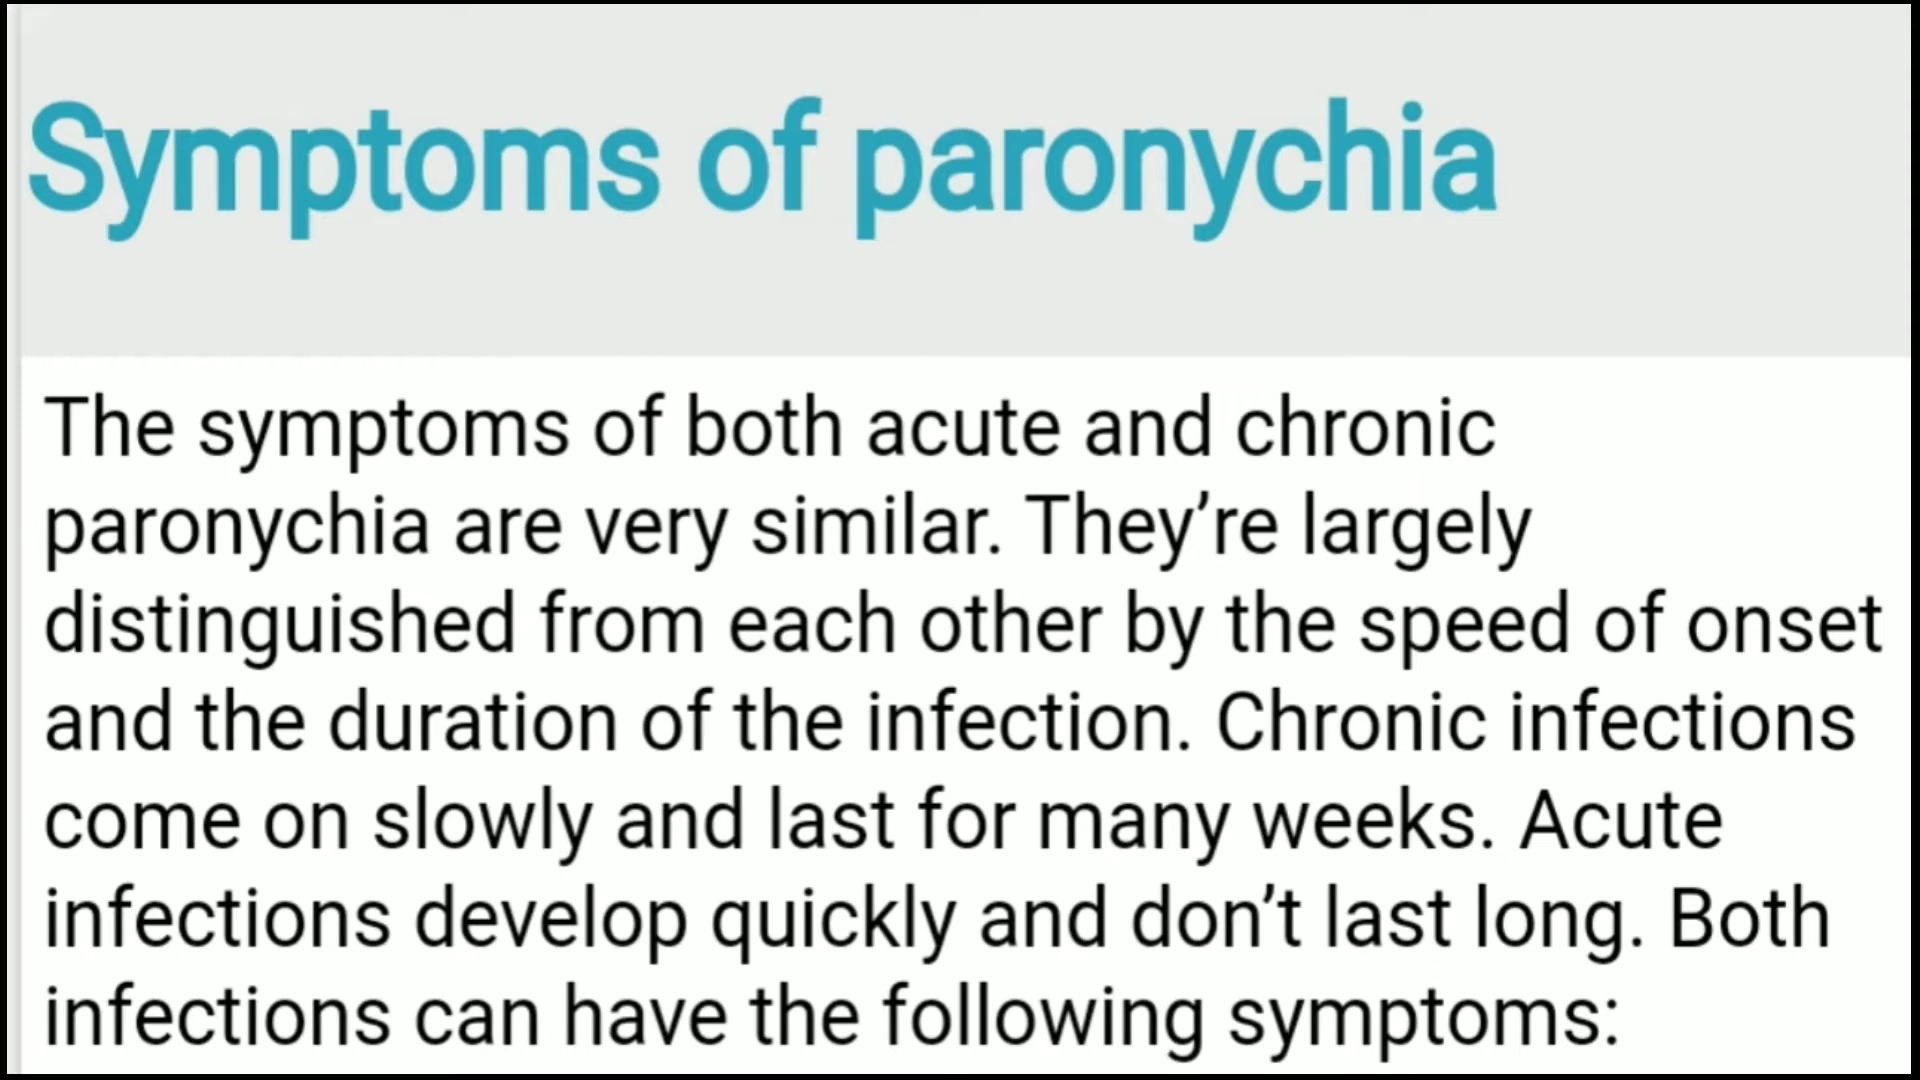 Symptoms of paronychia
The symptoms of both acute and chronic
paronychia are very similar. They’re largely
distinguished from each other by the speed of onset
and the duration of the infection. Chronic infections
come on slowly and last for many weeks. Acute
infections develop quickly and don’t last long. Both
infections can have the following symptoms: